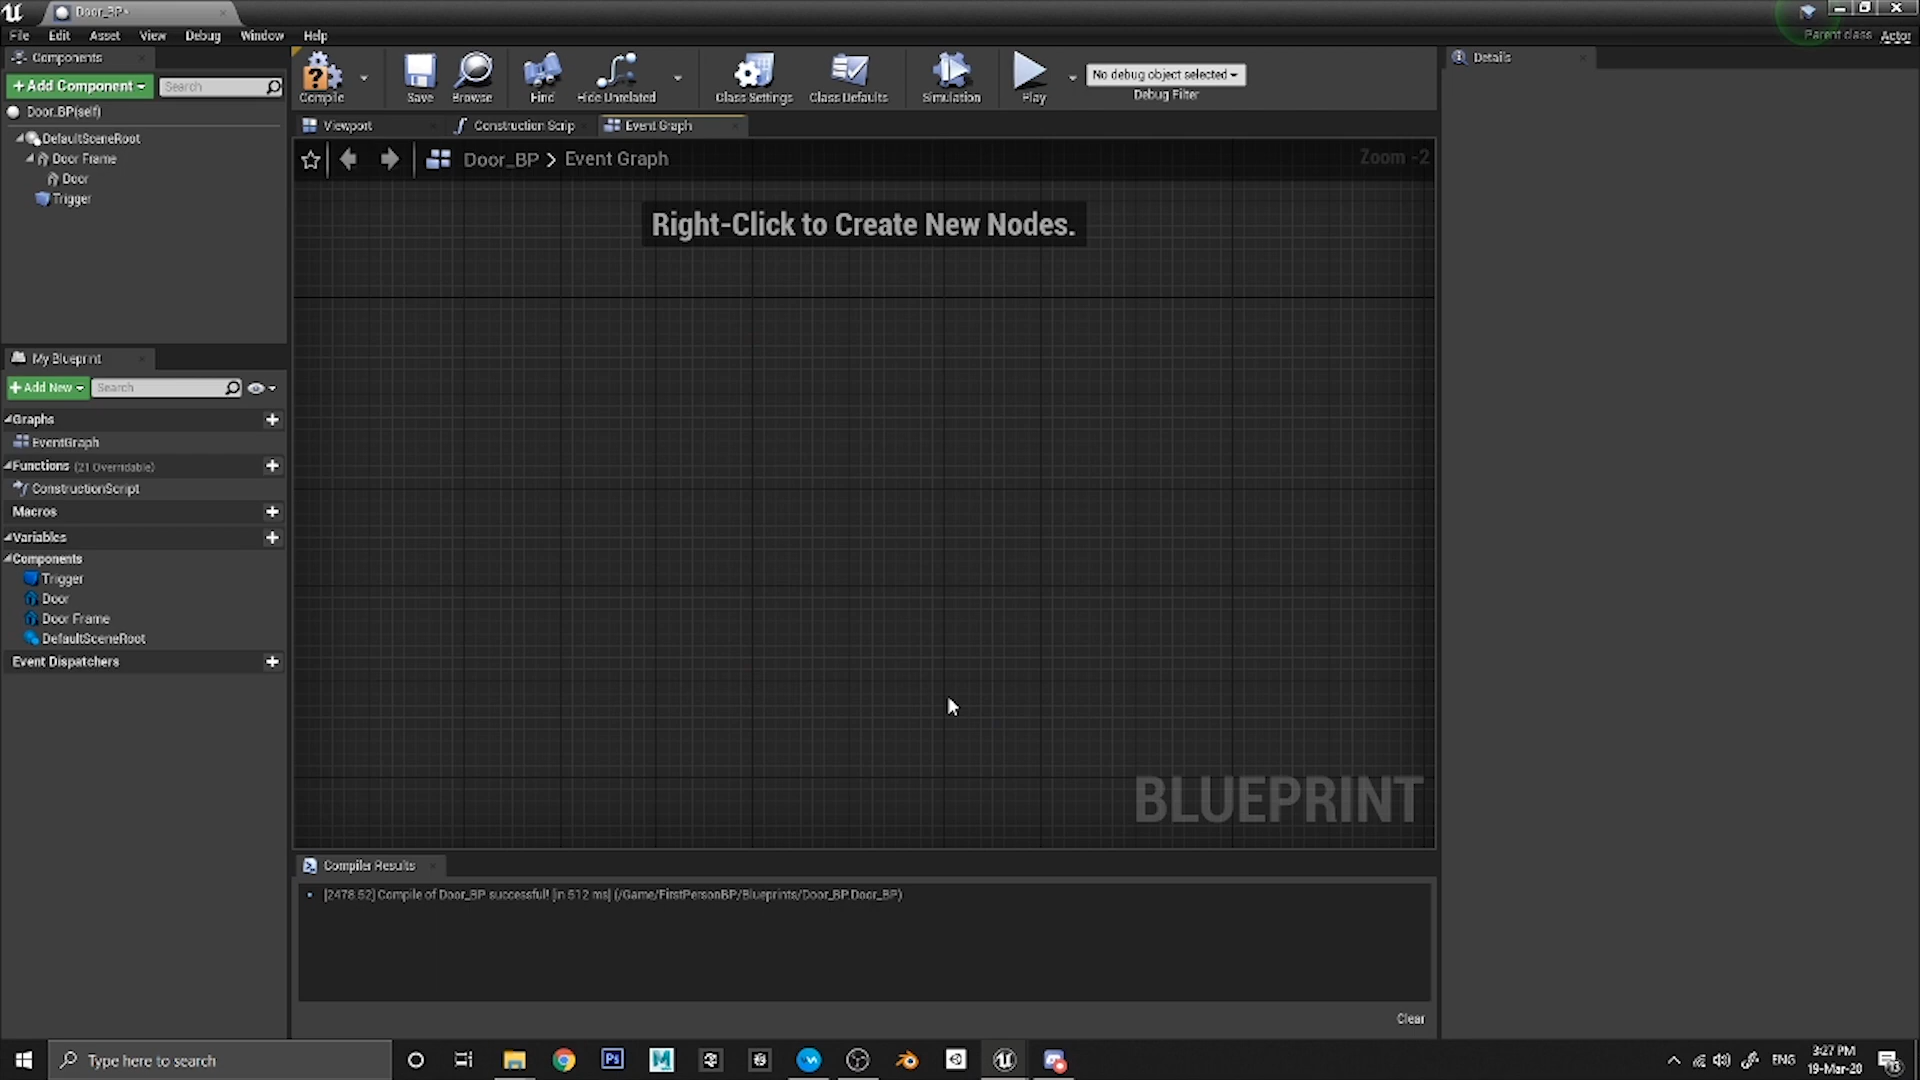 Door_BP*
File Edit Asset View Debug Window Help
Parent class Actor
Components
+Add Component
Search
Door_BP(self)
DefaultSceneRoot
Door Frame
Door
Trigger
Compile
Save
Browse
Find
Hide Unrelated
Class Settings
Class Defaults
Simulation
Play
No debug object selected
Debug Filter
Details
Viewport
Construction Scrip
Event Graph
Door_BP > Event Graph
Zoom -2
Right-Click to Create New Nodes.
BLUEPRINT
My Blueprint
+Add New
Search
Graphs
EventGraph
Functions (21 Overridable)
ConstructionScript
Macros
Variables
Components
Trigger
Door
Door Frame
DefaultSceneRoot
Event Dispatchers
Compiler Results
[2478.52] Compile of Door_BP successful! [in 512 ms] (/Game/FirstPersonBP/Blueprints/Door_BP.Door_BP)
Clear
Type here to search
Ps
M
ENG
3:27 PM
19-Mar-20
13